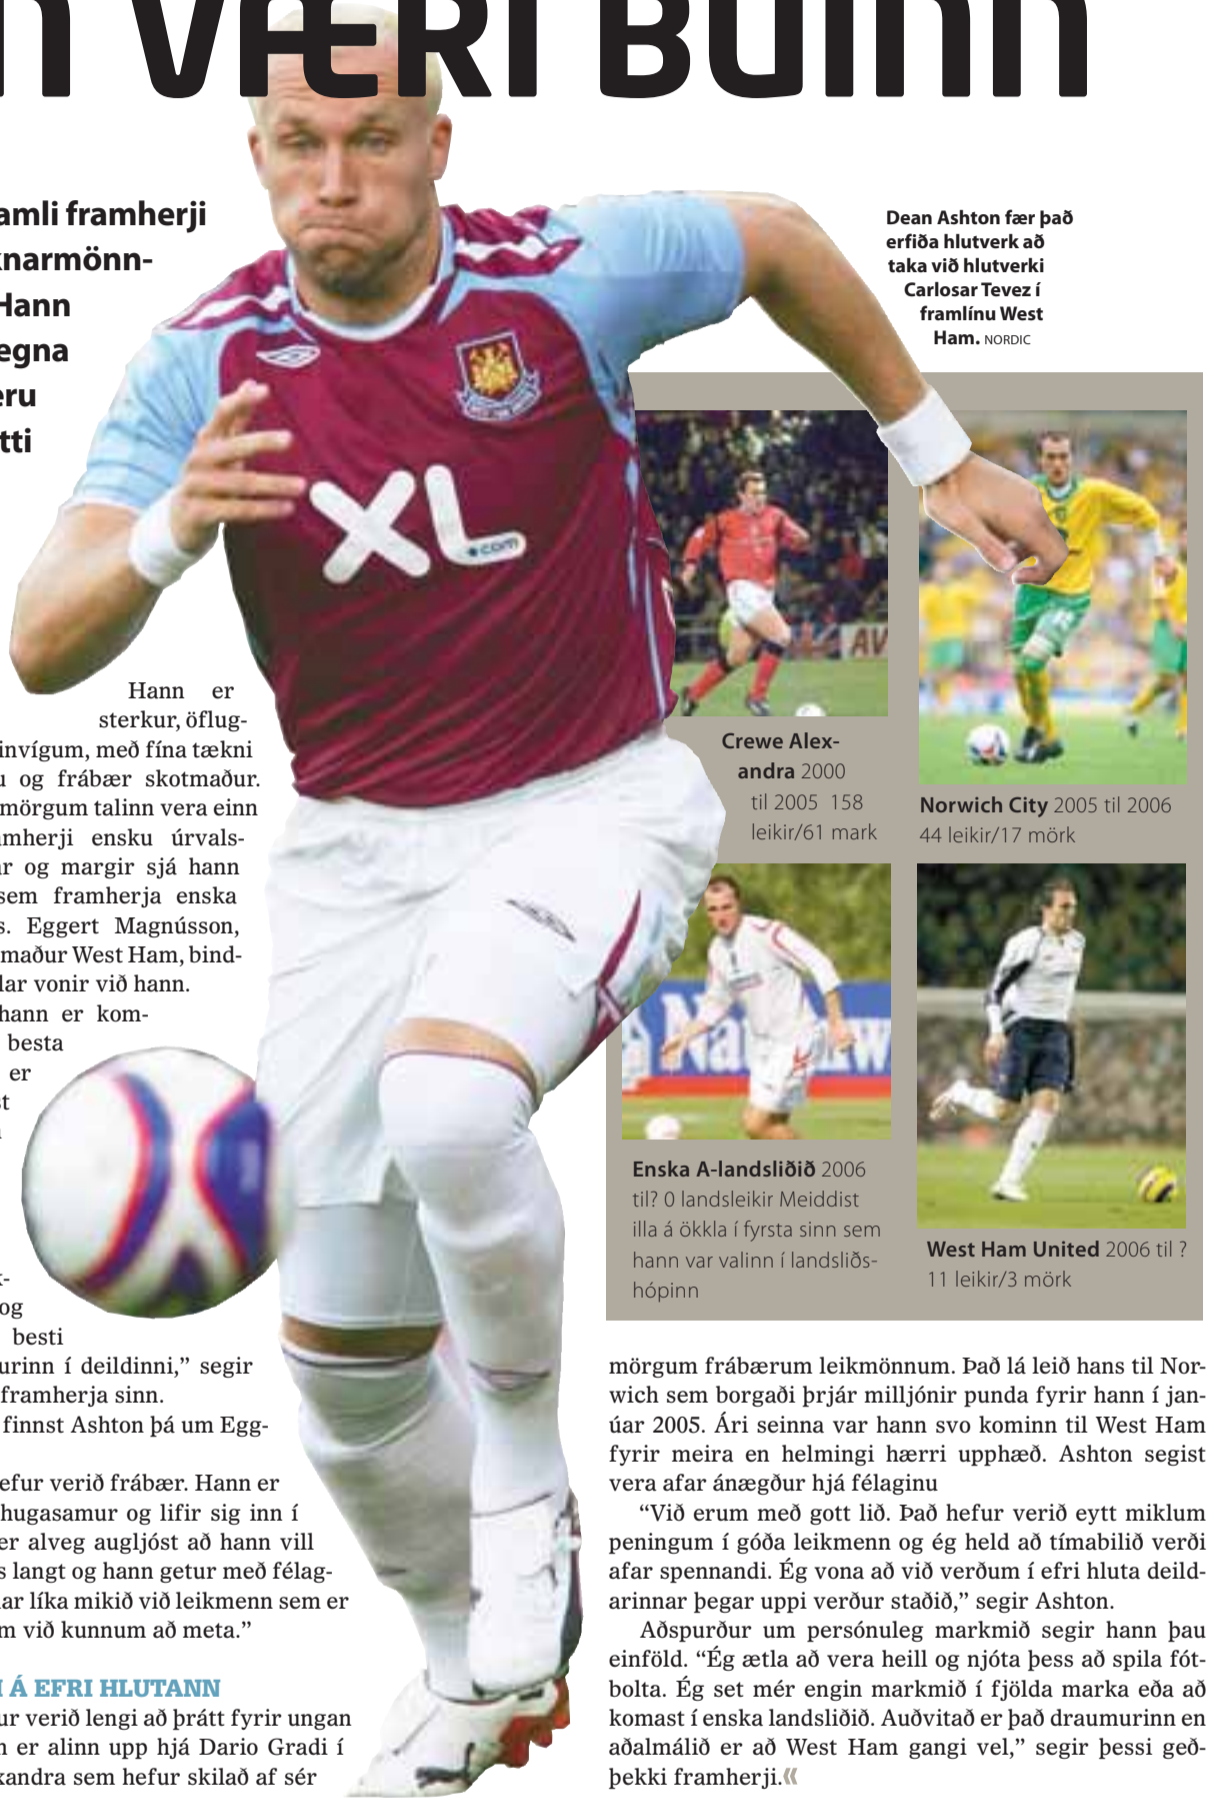 N VÆRI BÚINN
amli framherji
knarmönn-
Hann
egna
eru
tti
Dean Ashton fær það
erfiða hlutverk að
taka við hlutverki
Carlosar Tevez í
framlínu West
Ham. NORDIC
XL
.com
AV
Crewe Alex-
andra 2000
til 2005 158
leikir/61 mark
Norwich City 2005 til 2006
44 leikir/17 mörk
Enska A-landsliðið 2006
til? 0 landsleikir Meiddist
illa á ökkla í fyrsta sinn sem
hann var valinn í landsliðs-
hópinn
West Ham United 2006 til ?
11 leikir/3 mörk
Hann er
sterkur, öflug-
invígum, með fína tækni
u og frábær skotmaður.
mörgum talinn vera einn
amherji ensku úrvals-
ar og margir sjá hann
sem framherja enska
s. Eggert Magnússon,
maður West Ham, bind-
lar vonir við hann.
hann er kom-
besta
er
st
k-
og
besti
urinn í deildinni,” segir
framherja sinn.
finnst Ashton þá um Egg-
efur verið frábær. Hann er
hugasamur og lifir sig inn í
er alveg augljóst að hann vill
s langt og hann getur með félag-
ar líka mikið við leikmenn sem er
m við kunnum að meta.”
I Á EFRI HLUTANN
ur verið lengi að þrátt fyrir ungan
n er alinn upp hjá Dario Gradi í
xandra sem hefur skilað af sér
mörgum frábærum leikmönnum. Það lá leið hans til Nor-
wich sem borgaði þrjár milljónir punda fyrir hann í jan-
úar 2005. Ári seinna var hann svo kominn til West Ham
fyrir meira en helmingi hærri upphæð. Ashton segist
vera afar ánægður hjá félaginu
“Við erum með gott lið. Það hefur verið eytt miklum
peningum í góða leikmenn og ég held að tímabilið verði
afar spennandi. Ég vona að við verðum í efri hluta deild-
arinnar þegar uppi verður staðið,” segir Ashton.
Aðspurður um persónuleg markmið segir hann þau
einföld. “Ég ætla að vera heill og njóta þess að spila fót-
bolta. Ég set mér engin markmið í fjölda marka eða að
komast í enska landsliðið. Auðvitað er það draumurinn en
aðalmálið er að West Ham gangi vel,” segir þessi geð-
þekki framherji.⟪